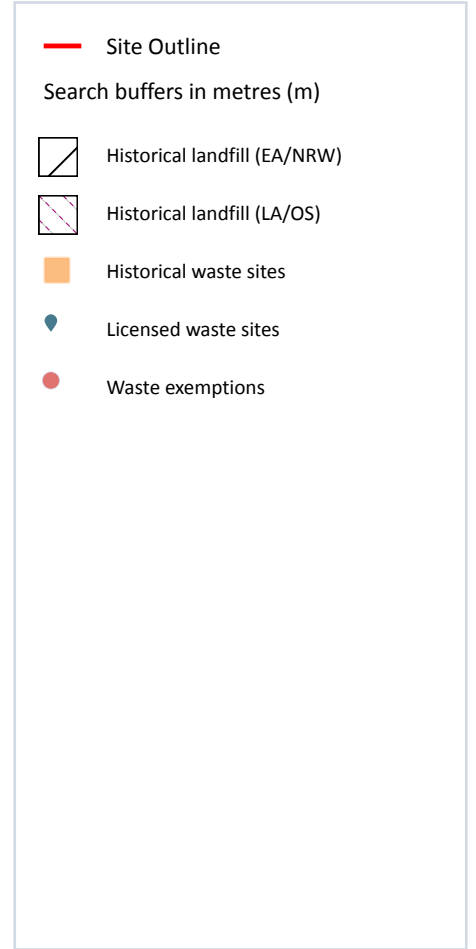 Site Outline
Search buffers in metres (m)
Historical landfill (EA/NRW)
Historical landfill (LA/OS)
Historical waste sites
Licensed waste sites
Waste exemptions